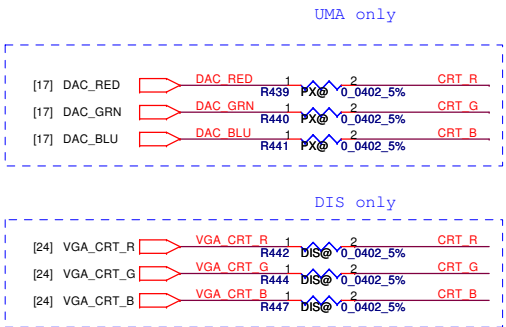 UMA only
[17] DAC_RED DAC_RED 1 2 CRT_R
R439 PX@ 0_0402_5%
[17] DAC_GRN DAC_GRN 1 2 CRT_G
R440 PX@ 0_0402_5%
[17] DAC_BLU DAC_BLU 1 2 CRT_B
R441 PX@ 0_0402_5%
DIS only
[24] VGA_CRT_R VGA_CRT_R 1 2 CRT_R
R442 DIS@ 0_0402_5%
[24] VGA_CRT_G VGA_CRT_G 1 2 CRT_G
R444 DIS@ 0_0402_5%
[24] VGA_CRT_B VGA_CRT_B 1 2 CRT_B
R447 DIS@ 0_0402_5%